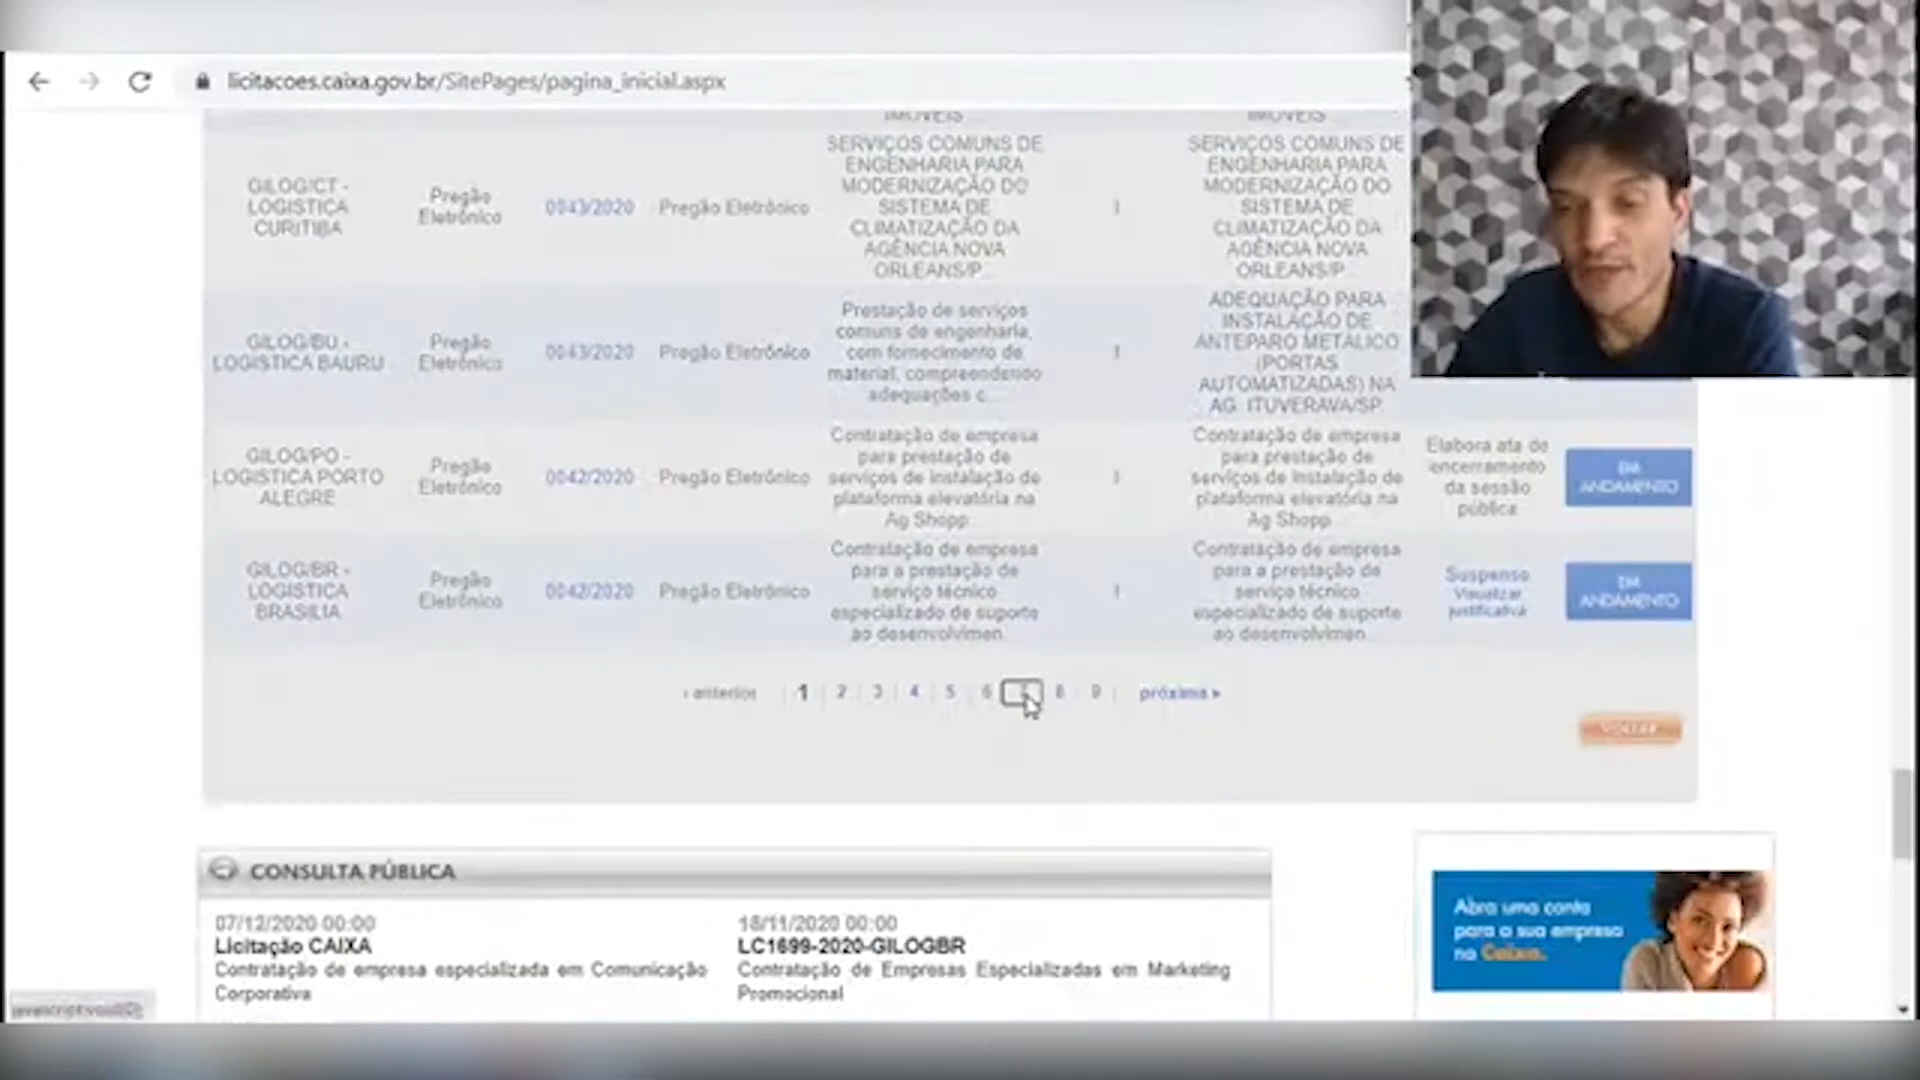 licitacoes.caixa.gov.br/SitePages/pagina_inicial.aspx
IMÓVEIS ...
IMÓVEIS ...
GILOG/CT -
LOGISTICA
CURITIBA
Pregão
Eletrônico
0043/2020
Pregão Eletrônico
SERVIÇOS COMUNS DE
ENGENHARIA PARA
MODERNIZAÇÃO DO
SISTEMA DE
CLIMATIZAÇÃO DA
AGÊNCIA NOVA
ORLEANS/P...
1
SERVIÇOS COMUNS DE
ENGENHARIA PARA
MODERNIZAÇÃO DO
SISTEMA DE
CLIMATIZAÇÃO DA
AGÊNCIA NOVA
ORLEANS/P...
GILOG/BU -
LOGISTICA BAURU
Pregão
Eletrônico
0043/2020
Pregão Eletrônico
Prestação de serviços
comuns de engenharia,
com fornecimento de
material, compreendendo
adequações c...
1
ADEQUAÇÃO PARA
INSTALAÇÃO DE
ANTEPARO METÁLICO
(PORTAS
AUTOMATIZADAS) NA
AG. ITUVERAVA/SP
GILOG/PO -
LOGISTICA PORTO
ALEGRE
Pregão
Eletrônico
0042/2020
Pregão Eletrônico
Contratação de empresa
para prestação de
serviços de instalação de
plataforma elevatória na
Ag Shopp...
1
Contratação de empresa
para prestação de
serviços de instalação de
plataforma elevatória na
Ag Shopp...
Elabora ata de
encerramento
da sessão
pública
EM
ANDAMENTO
GILOG/BR -
LOGISTICA
BRASILIA
Pregão
Eletrônico
0042/2020
Pregão Eletrônico
Contratação de empresa
para a prestação de
serviço técnico
especializado de suporte
ao desenvolvimen...
1
Contratação de empresa
para a prestação de
serviço técnico
especializado de suporte
ao desenvolvimen...
Suspenso
Visualizar
justificativa
EM
ANDAMENTO
‹ anterior | 1 | 2 | 3 | 4 | 5 | 6 | 7 | 8 | 9 | próxima »
VOLTAR
CONSULTA PÚBLICA
07/12/2020 00:00
Licitação CAIXA
Contratação de empresa especializada em Comunicação
Corporativa
18/11/2020 00:00
LC1699-2020-GILOGBR
Contratação de Empresas Especializadas em Marketing
Promocional
Abra uma conta
para a sua empresa
na Caixa.